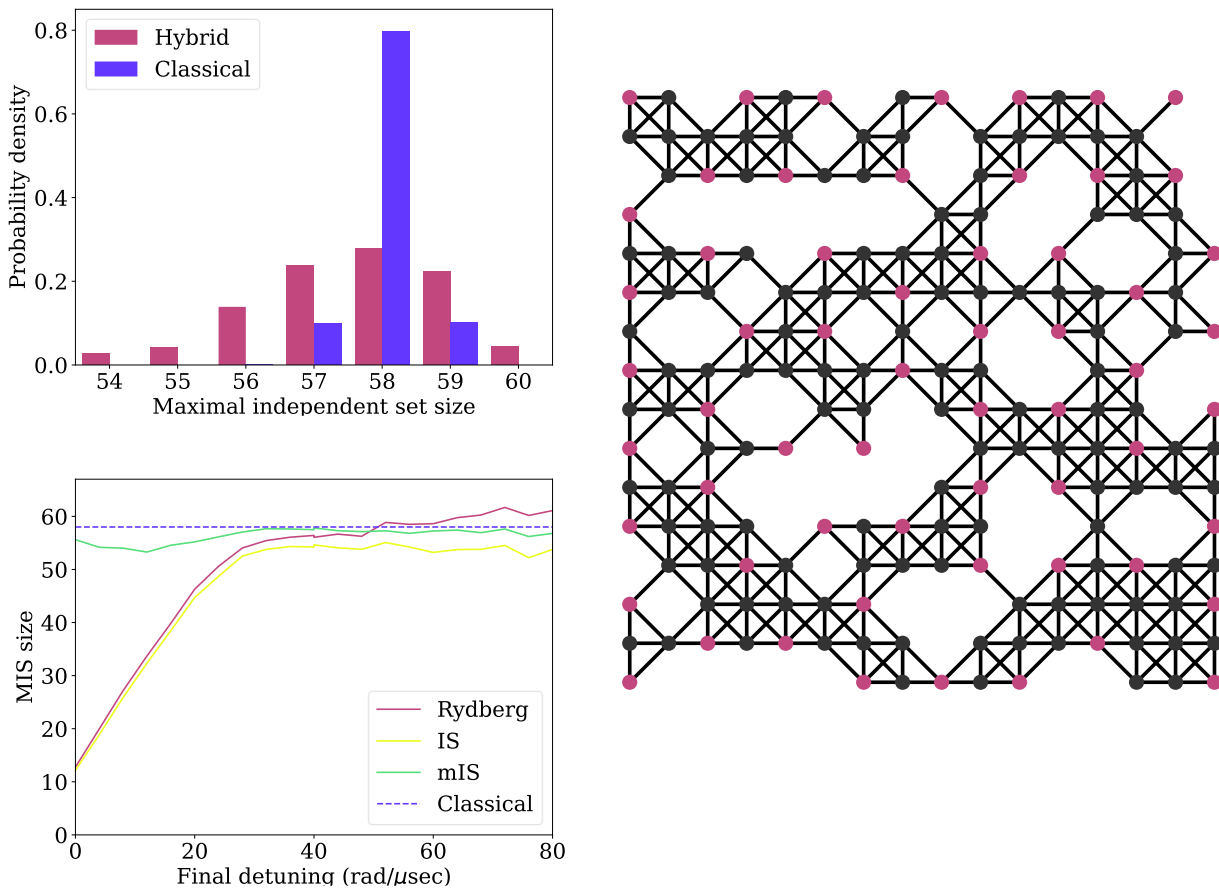 Probability density
0.8
0.6
0.4
0.2
0.0
Hybrid
Classical
54 55 56 57 58 59 60
Maximal independent set size
MIS size
60
50
40
30
20
10
0
Rydberg
IS
mIS
Classical
0 20 40 60 80
Final detuning (rad/μsec)